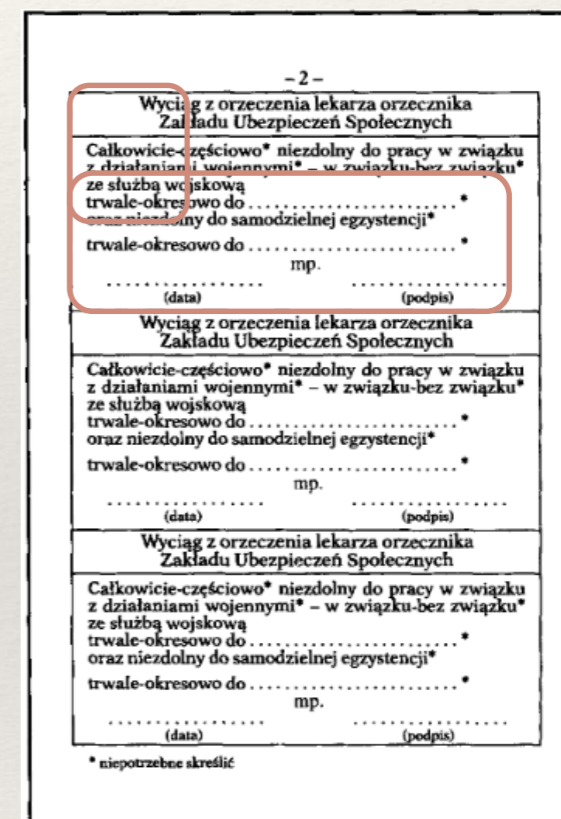 – 2 –
Wyciąg z orzeczenia lekarza orzecznika
Zakładu Ubezpieczeń Społecznych
Całkowicie-częściowo* niezdolny do pracy w związku
z działaniami wojennymi* – w związku-bez związku*
ze służbą wojskową
trwale-okresowo do ........................... *
oraz niezdolny do samodzielnej egzystencji*
trwale-okresowo do ........................... *
mp.
................. .................
(data) (podpis)
Wyciąg z orzeczenia lekarza orzecznika
Zakładu Ubezpieczeń Społecznych
Całkowicie-częściowo* niezdolny do pracy w związku
z działaniami wojennymi* – w związku-bez związku*
ze służbą wojskową
trwale-okresowo do ........................... *
oraz niezdolny do samodzielnej egzystencji*
trwale-okresowo do ........................... *
mp.
................. .................
(data) (podpis)
Wyciąg z orzeczenia lekarza orzecznika
Zakładu Ubezpieczeń Społecznych
Całkowicie-częściowo* niezdolny do pracy w związku
z działaniami wojennymi* – w związku-bez związku*
ze służbą wojskową
trwale-okresowo do ........................... *
oraz niezdolny do samodzielnej egzystencji*
trwale-okresowo do ........................... *
mp.
................. .................
(data) (podpis)
* niepotrzebne skreślić